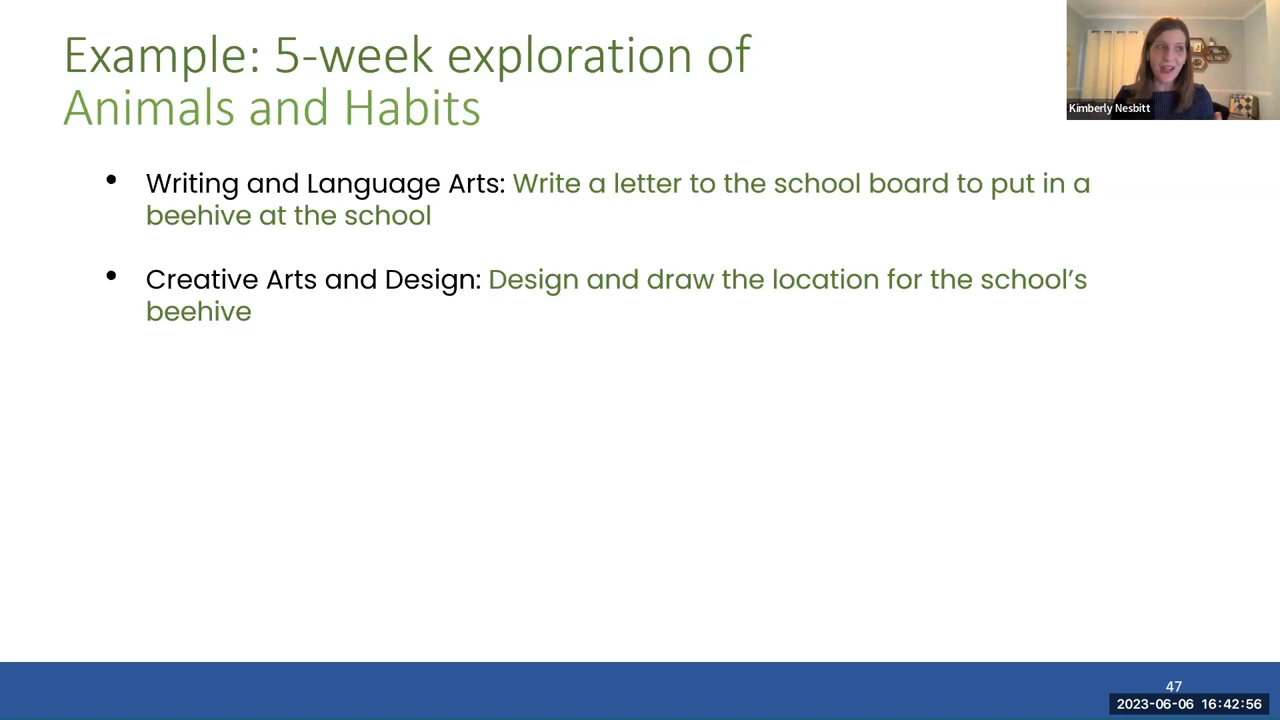 Example: 5-week exploration of
Animals and Habits
Kimberly Nesbitt
• Writing and Language Arts: Write a letter to the school board to put in a
beehive at the school
• Creative Arts and Design: Design and draw the location for the school’s
beehive
47
2023-06-06 16:42:56